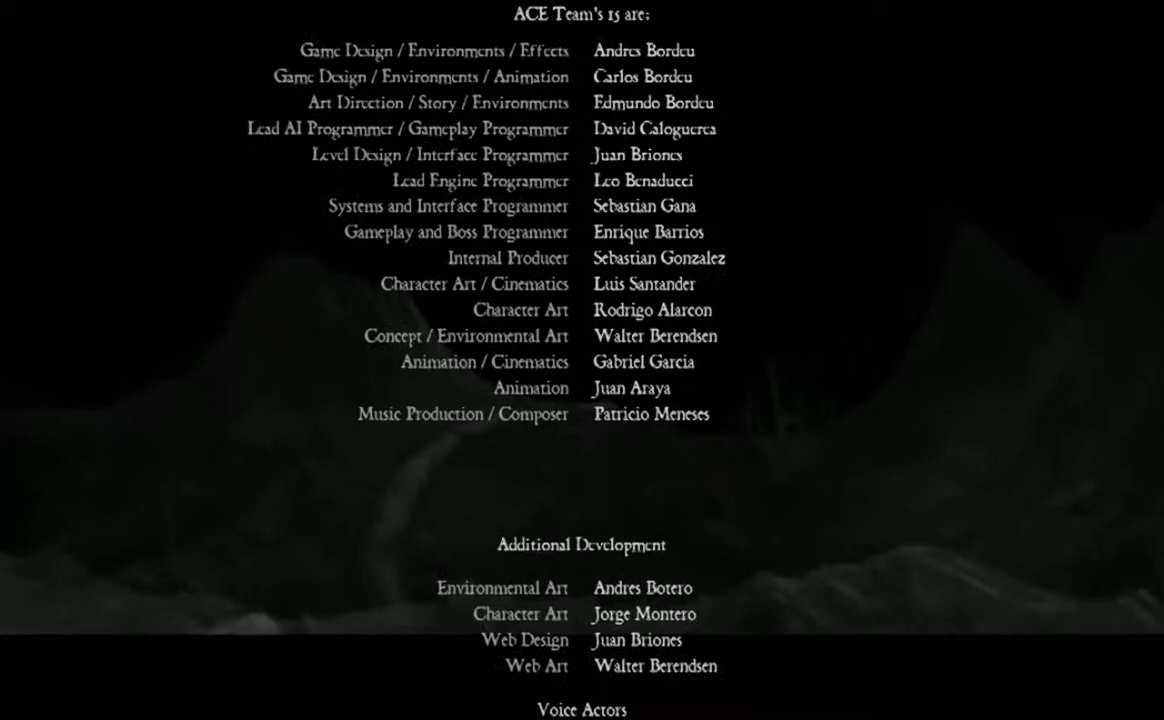 ACE Team's 15 are:
Game Design / Environments / Effects Andres Bordeu
Game Design / Environments / Animation Carlos Bordeu
Art Direction / Story / Environments Edmundo Bordeu
Lead AI Programmer / Gameplay Programmer David Caloguerea
Level Design / Interface Programmer Juan Briones
Lead Engine Programmer Leo Benaducci
Systems and Interface Programmer Sebastian Gana
Gameplay and Boss Programmer Enrique Barrios
Internal Producer Sebastian Gonzalez
Character Art / Cinematics Luis Santander
Character Art Rodrigo Alarcon
Concept / Environmental Art Walter Berendsen
Animation / Cinematics Gabriel Garcia
Animation Juan Araya
Music Production / Composer Patricio Meneses
Additional Development
Environmental Art Andres Botero
Character Art Jorge Montero
Web Design Juan Briones
Web Art Walter Berendsen
Voice Actors